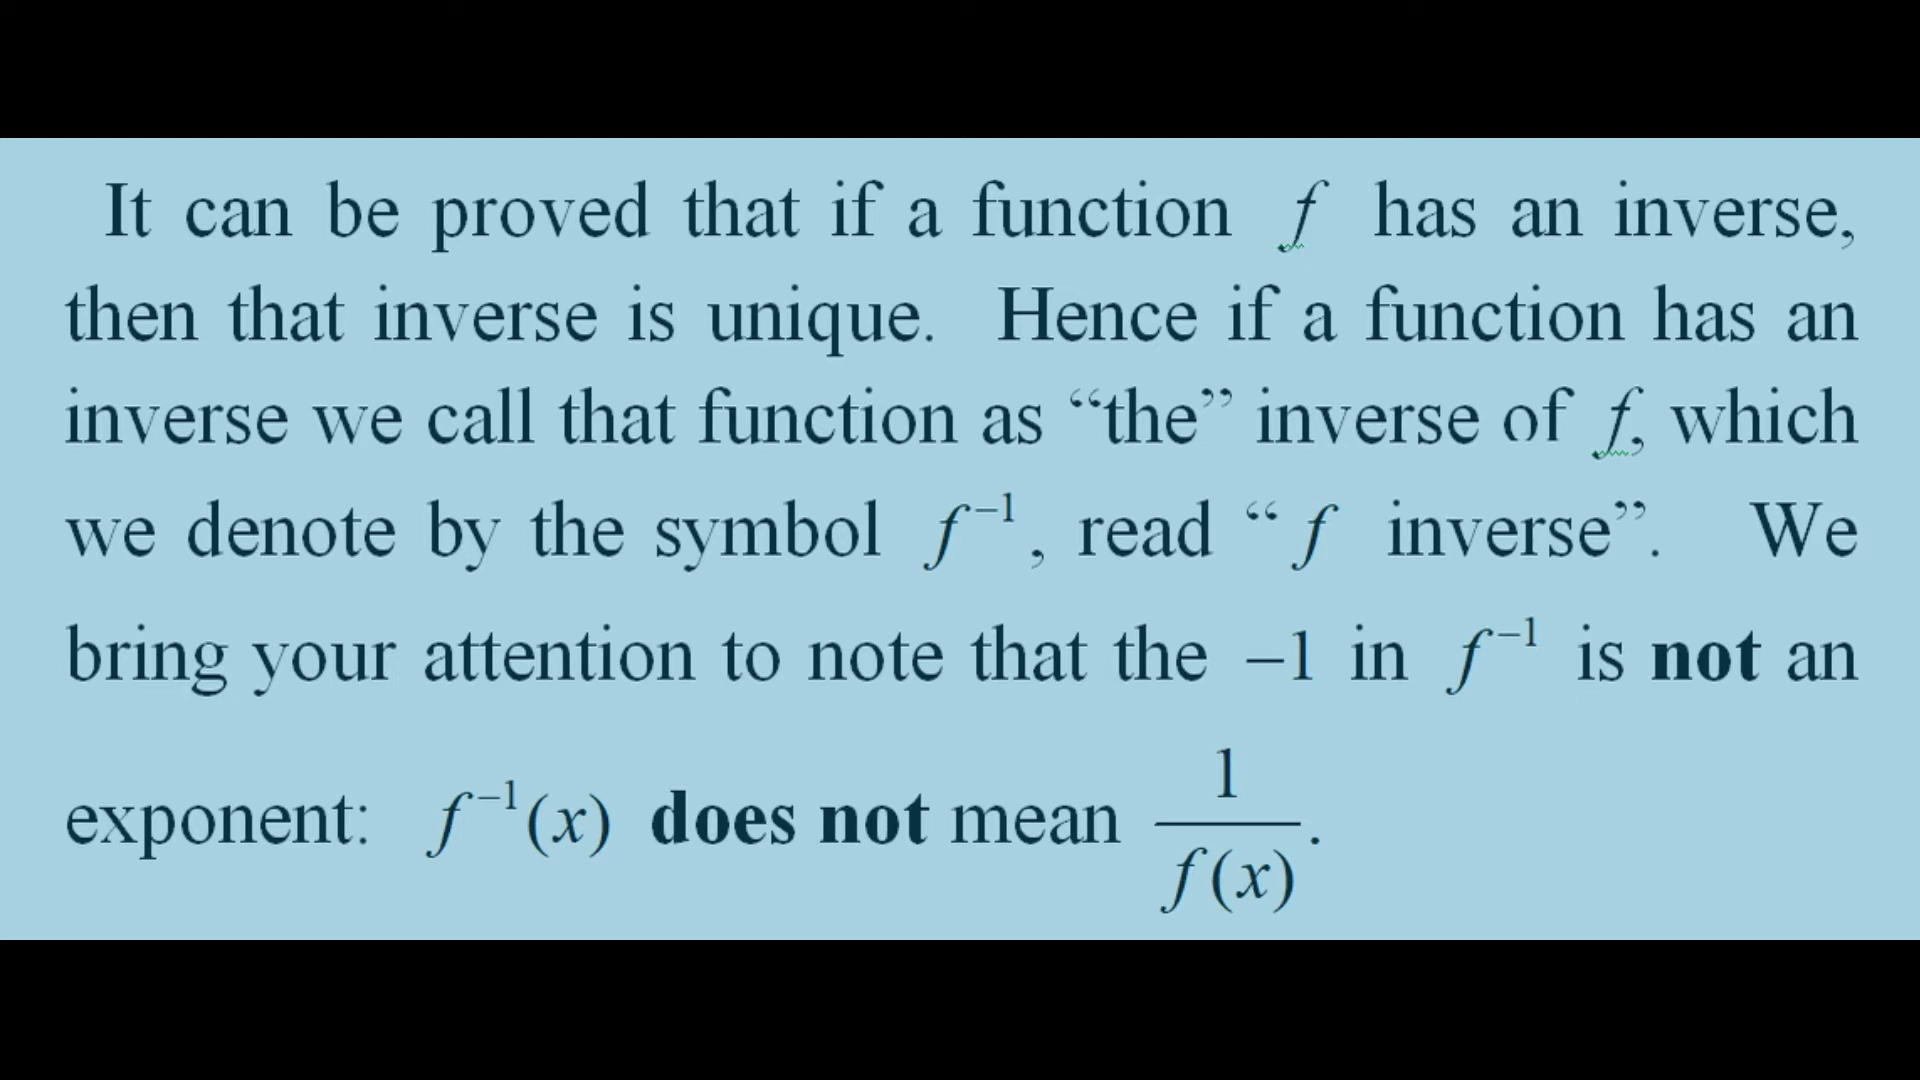 It can be proved that if a function f has an inverse,
then that inverse is unique. Hence if a function has an
inverse we call that function as “the” inverse of f, which
we denote by the symbol f⁻¹, read “f inverse”. We
bring your attention to note that the −1 in f⁻¹ is not an
exponent: f⁻¹(x) does not mean 1/f(x).